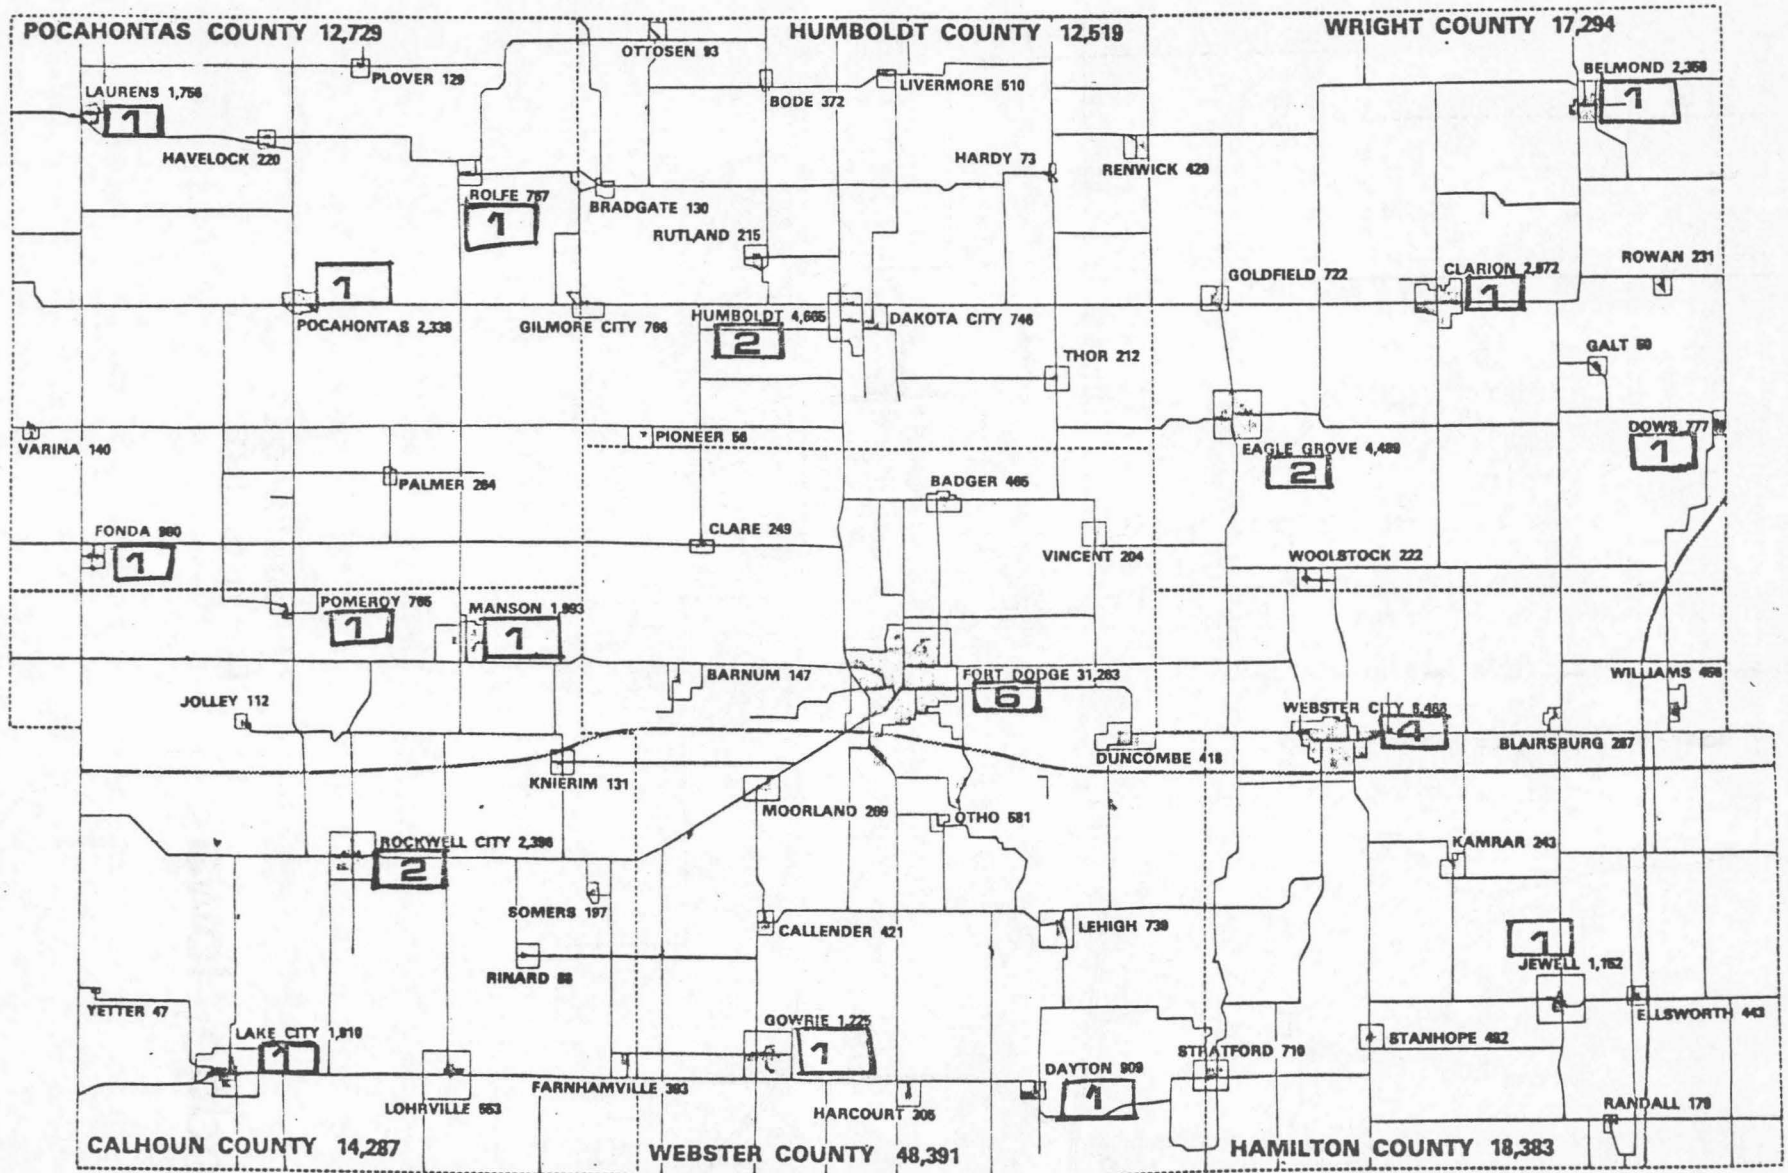 POCAHONTAS COUNTY 12,729
HUMBOLDT COUNTY 12,519
WRIGHT COUNTY 17,294
OTTOSEN 93
PLOVER 129
BELMOND 2,358
1
LAURENS 1,756
1
BODE 372
LIVERMORE 510
HAVELOCK 220
HARDY 73
RENWICK 429
ROLFE 767
1
BRADGATE 130
RUTLAND 215
ROWAN 231
GOLDFIELD 722
CLARION 2,972
1
1
POCAHONTAS 2,338
GILMORE CITY 766
HUMBOLDT 4,665
2
DAKOTA CITY 746
THOR 212
GALT 50
VARINA 140
PIONEER 56
EAGLE GROVE 4,489
2
DOWS 777
1
PALMER 264
BADGER 465
FONDA 980
1
CLARE 249
VINCENT 204
WOOLSTOCK 222
POMEROY 765
1
MANSON 1,993
1
BARNUM 147
FORT DODGE 31,263
6
WILLIAMS 456
JOLLEY 112
WEBSTER CITY 8,488
4
BLAIRSBURG 287
DUNCOMBE 418
KNIERIM 131
MOORLAND 269
OTHO 581
ROCKWELL CITY 2,396
2
KAMRAR 243
SOMERS 197
CALLENDER 421
LEHIGH 739
1
JEWELL 1,152
RINARD 88
YETTER 47
ELLSWORTH 443
LAKE CITY 1,910
1
GOWRIE 1,225
1
STANHOPE 492
STRATFORD 710
DAYTON 909
1
FARNHAMVILLE 393
LOHRVILLE 553
HARCOURT 305
RANDALL 179
CALHOUN COUNTY 14,287
WEBSTER COUNTY 48,391
HAMILTON COUNTY 18,383